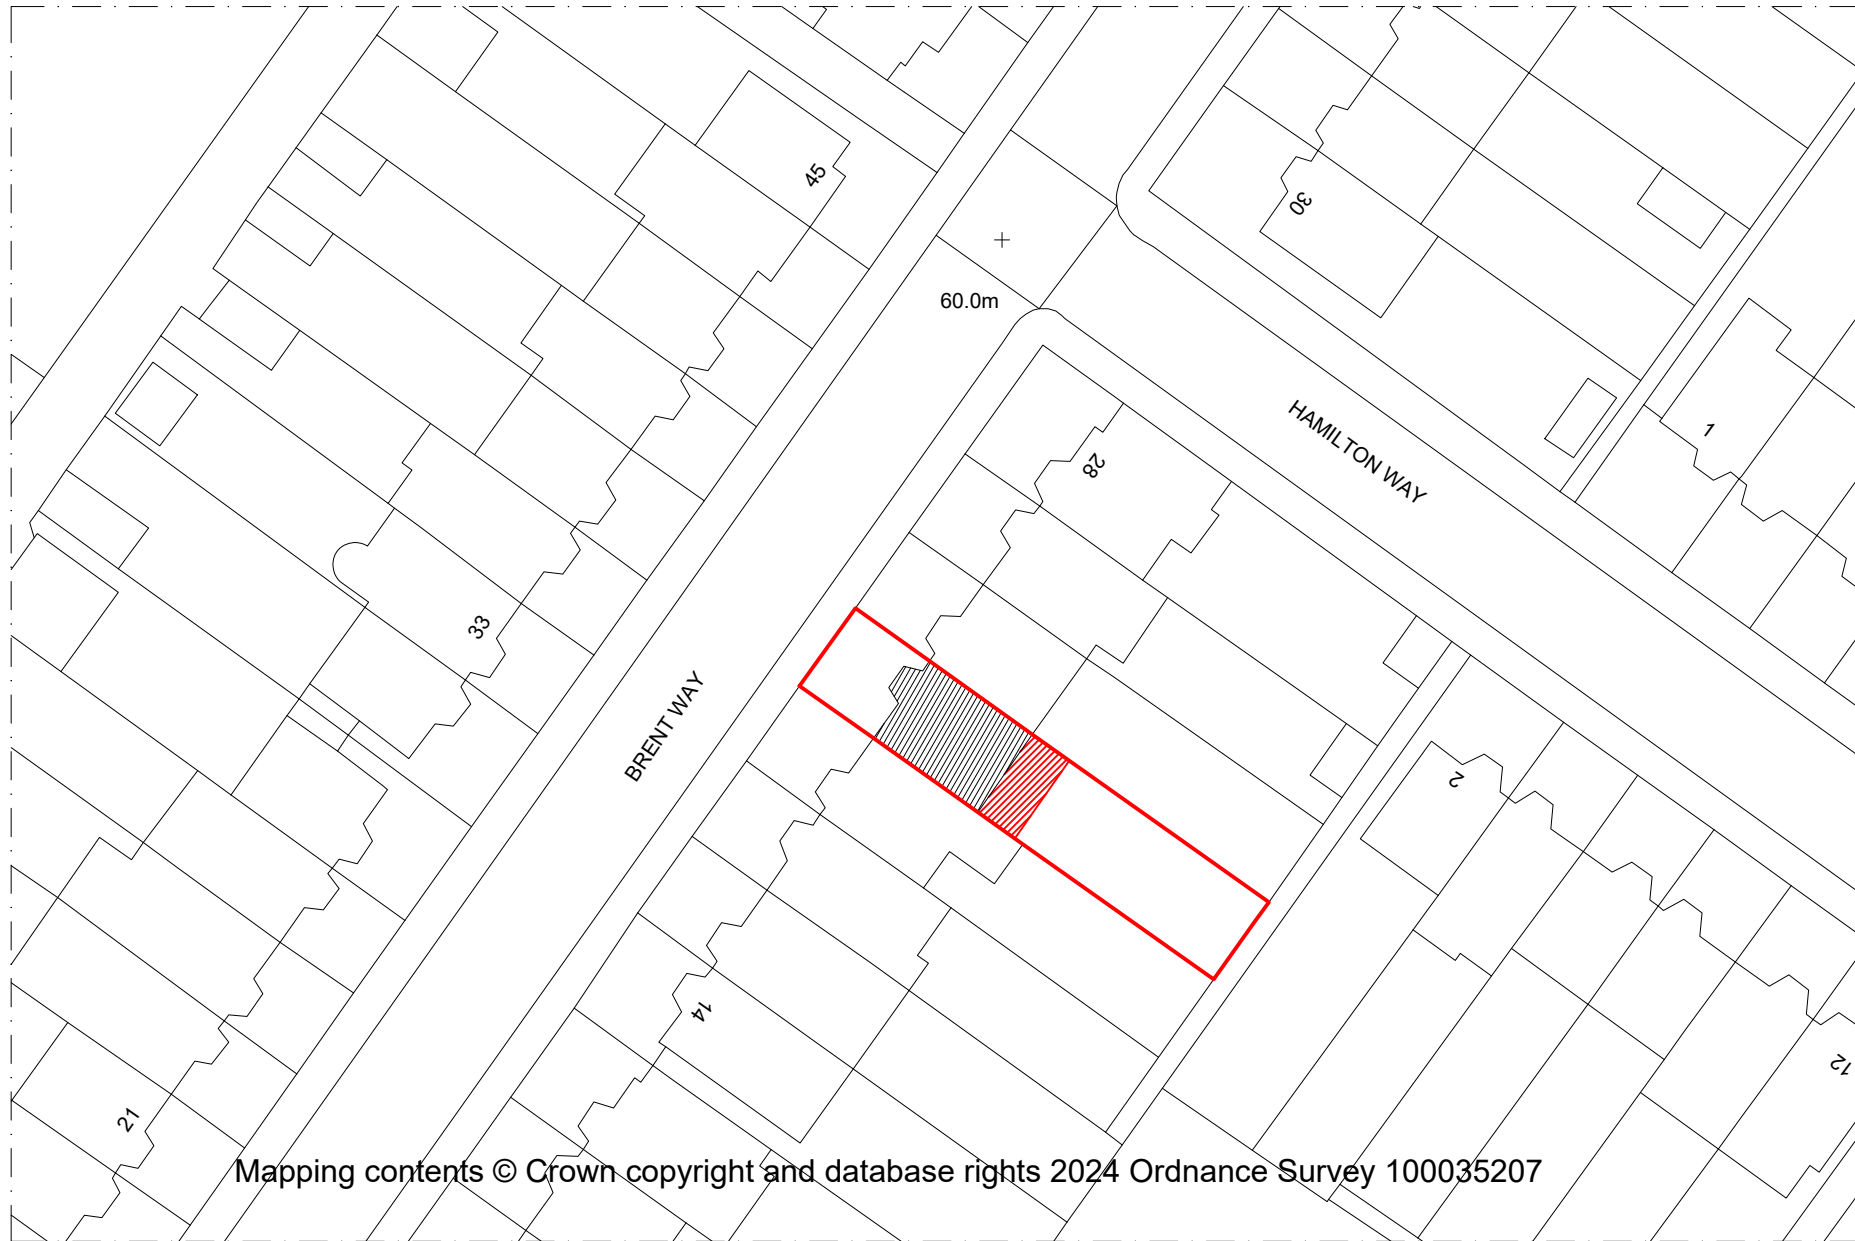 45
30
60.0m
HAMILTON WAY
1
28
33
BRENT WAY
2
14
12
21
Mapping contents © Crown copyright and database rights 2024 Ordnance Survey 100035207